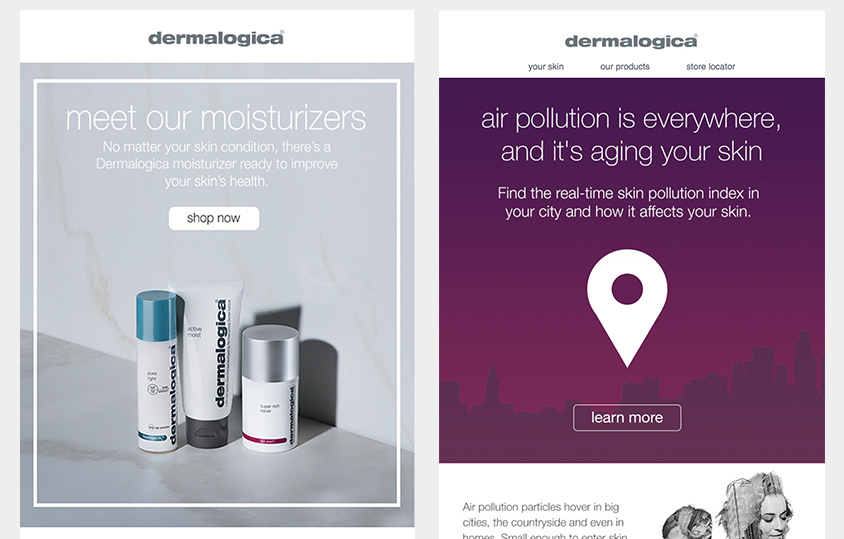 dermalogica
meet our moisturizers
No matter your skin condition, there's a
Dermalogica moisturizer ready to improve
your skin's health.
shop now
pure
light
dermalogica
active
moist
dermalogica
super rich
repair
dermalogica
dermalogica
your skin our products store locator
air pollution is everywhere,
and it's aging your skin
Find the real-time skin pollution index in
your city and how it affects your skin.
learn more
Air pollution particles hover in big
cities, the countryside and even in
homes. Small enough to enter skin